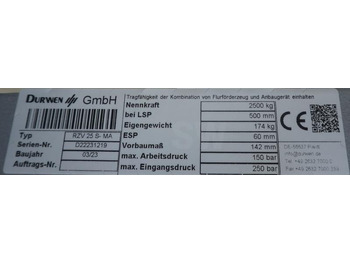 DURWEN GmbH
Typ RZV 25 S- MA
Serien-Nr. D22231219
Baujahr 03/23
Auftrags-Nr.
Tragfähigkeit der Kombination von Flurförderzeug und Anbaugerät einhalten
Nennkraft 2500 kg
bei LSP 500 mm
Eigengewicht 174 kg
ESP 60 mm
Vorbaumaß 142 mm
max. Arbeitsdruck 150 bar
max. Eingangsdruck 250 bar
CE